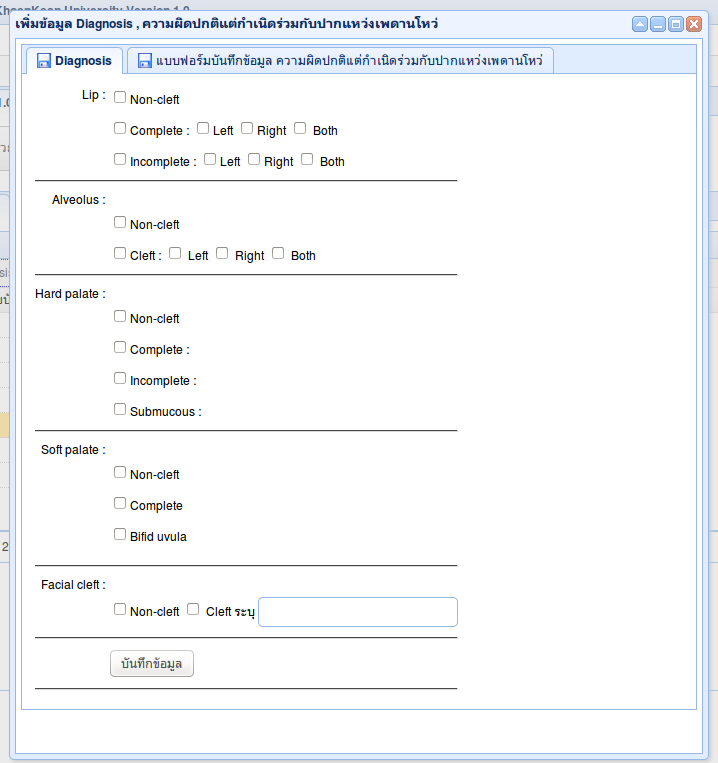 KhonKaen University Version 1.0
เพิ่มข้อมูล Diagnosis , ความผิดปกติแต่กำเนิดร่วมกับปากแหว่งเพดานโหว่
Diagnosis
แบบฟอร์มบันทึกข้อมูล ความผิดปกติแต่กำเนิดร่วมกับปากแหว่งเพดานโหว่
Lip : Non-cleft
Complete : Left Right Both
Incomplete : Left Right Both
Alveolus :
Non-cleft
Cleft : Left Right Both
Hard palate :
Non-cleft
Complete :
Incomplete :
Submucous :
Soft palate :
Non-cleft
Complete
Bifid uvula
Facial cleft :
Non-cleft Cleft ระบุ
บันทึกข้อมูล